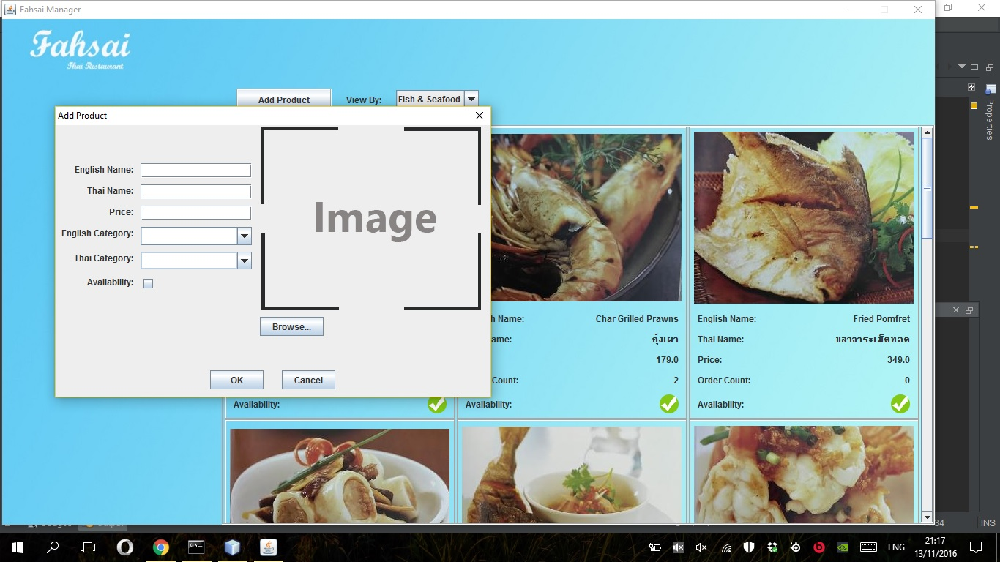 Fahsai Manager
Fahsai
Thai Restaurant
Add Product
View By:
Fish & Seafood
Properties
Add Product
English Name:
Thai Name:
Price:
English Category:
Thai Category:
Availability:
Image
Browse...
OK
Cancel
h Name:
Char Grilled Prawns
ame:
กุ้งเผา
179.0
Count:
2
Availability:
Availability:
English Name:
Fried Pomfret
Thai Name:
ปลาจาระเม็ดทอด
Price:
349.0
Order Count:
0
Availability:
Output
INS
ENG
21:17
13/11/2016